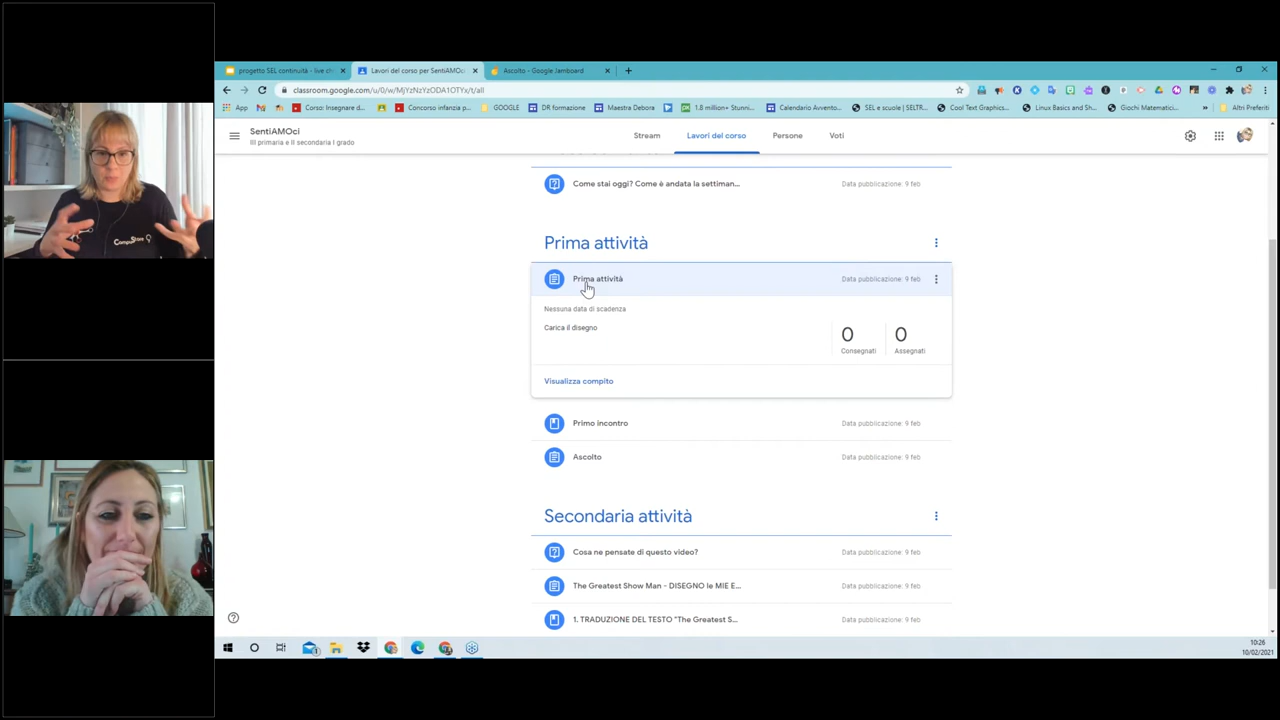 progetto SEL continuità - live ch
Lavori del corso per SentiAMOci
Ascolto - Google Jamboard
classroom.google.com/u/0/w/MjYzNzYzODA1OTYx/t/all
App
Corso: Insegnare d...
Concorso infanzia p...
GOOGLE
DR formazione
Maestra Debora
1.8 million+ Stunni...
Calendario Avvento...
SEL e scuole | SELTR...
Cool Text Graphics...
Linux Basics and Sh...
Giochi Matematici...
Altri Preferiti
SentiAMOci
III primaria e II secondaria I grado
Stream
Lavori del corso
Persone
Voti
Come stai oggi? Come è andata la settiman...
Data pubblicazione: 9 feb
Prima attività
Prima attività
Data pubblicazione: 9 feb
Nessuna data di scadenza
Carica il disegno
0
Consegnati
0
Assegnati
Visualizza compito
Primo incontro
Data pubblicazione: 9 feb
Ascolto
Data pubblicazione: 9 feb
Secondaria attività
Cosa ne pensate di questo video?
Data pubblicazione: 9 feb
The Greatest Show Man - DISEGNO le MIE E...
Data pubblicazione: 9 feb
1. TRADUZIONE DEL TESTO "The Greatest S...
Data pubblicazione: 9 feb
10:26
10/02/2021